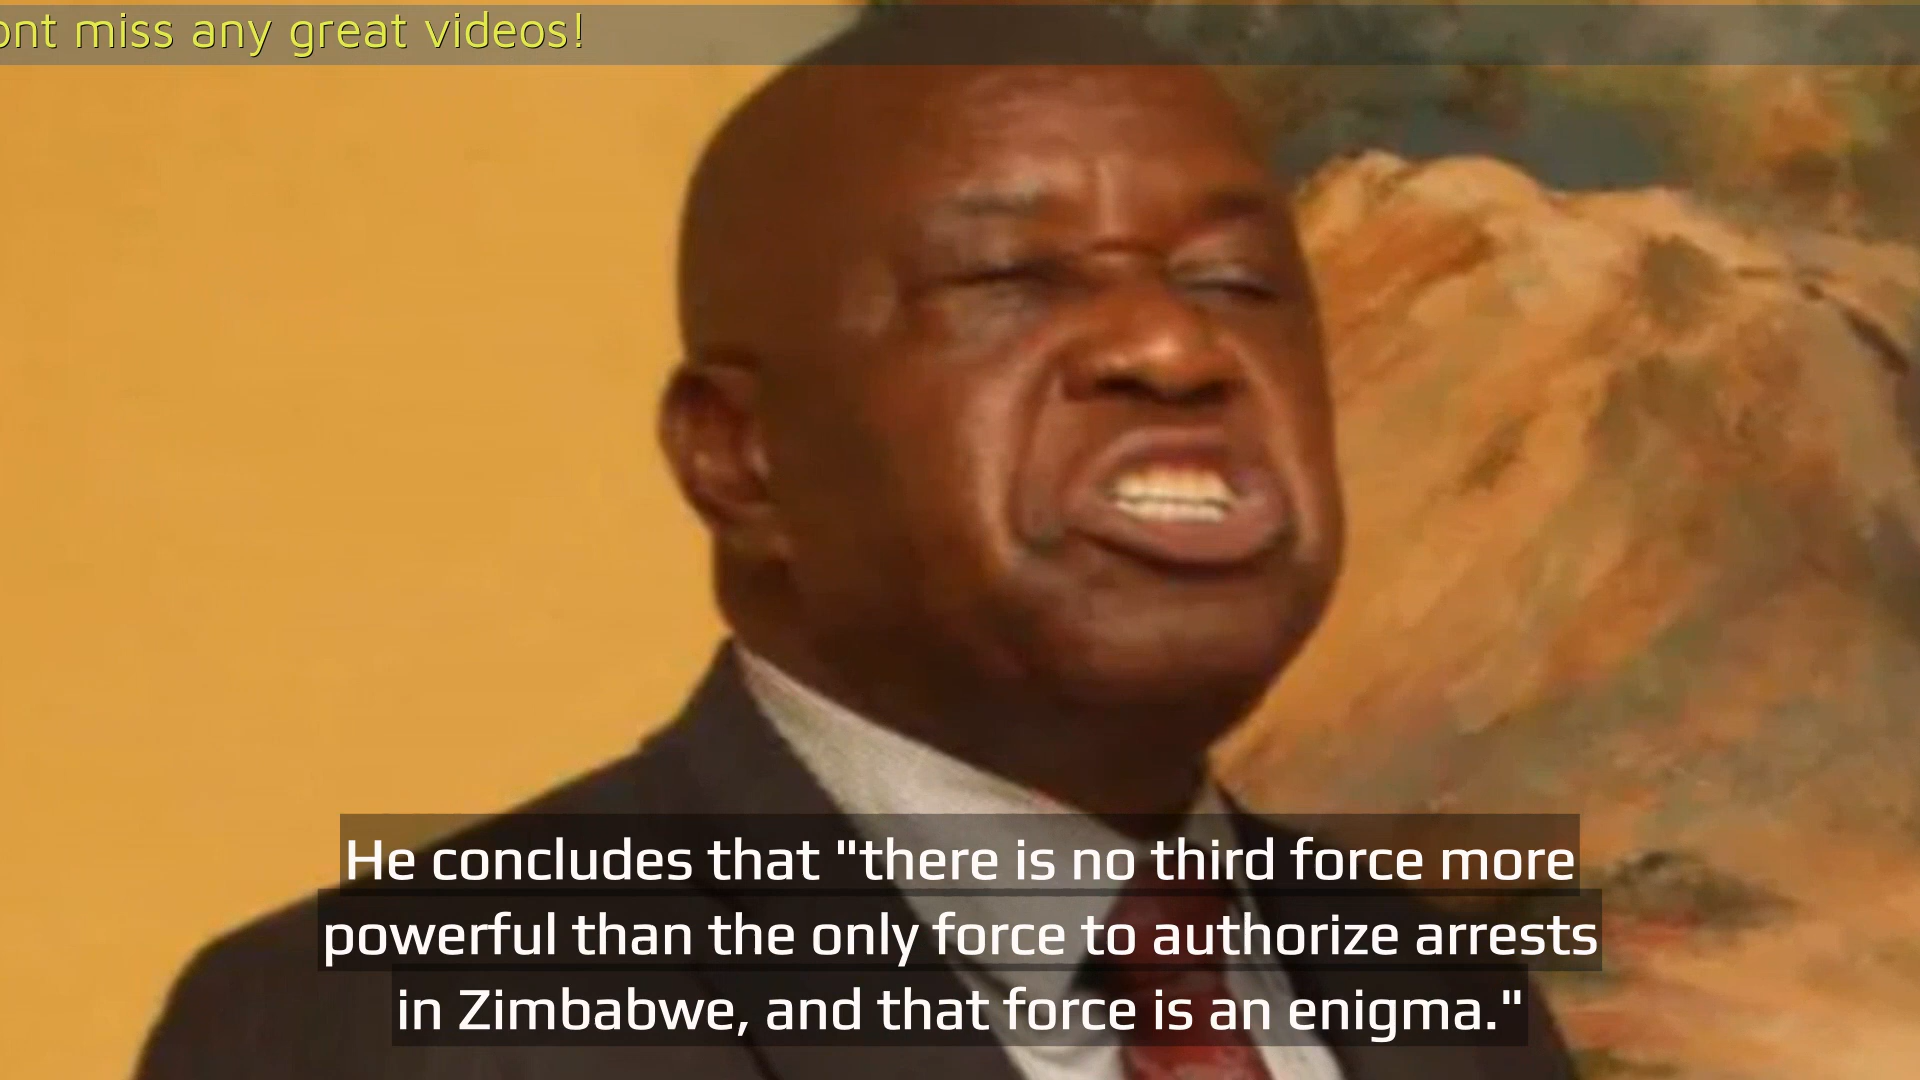 ont miss any great videos!
He concludes that "there is no third force more
powerful than the only force to authorize arrests
in Zimbabwe, and that force is an enigma."